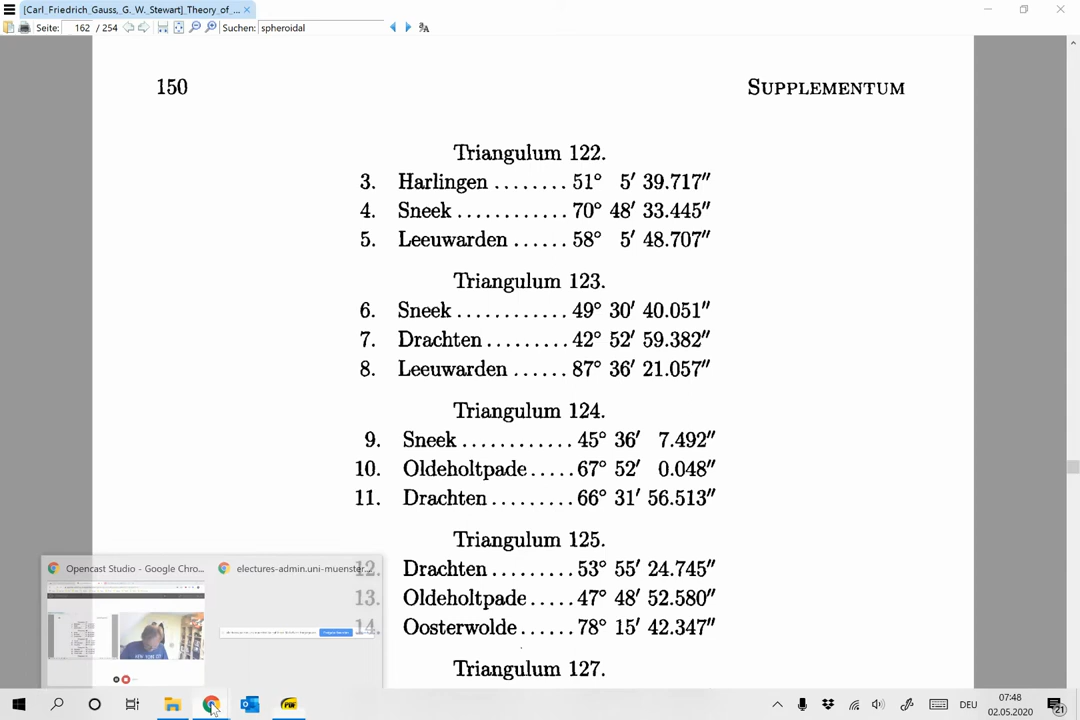 [Carl_Friedrich_Gauss, G. W. Stewart] Theory_of_...
Seite: 162 / 254 Suchen: spheroidal
150 SUPPLEMENTUM
Triangulum 122.
3. Harlingen ........ 51° 5′ 39.717″
4. Sneek ............ 70° 48′ 33.445″
5. Leeuwarden ...... 58° 5′ 48.707″
Triangulum 123.
6. Sneek ............ 49° 30′ 40.051″
7. Drachten ......... 42° 52′ 59.382″
8. Leeuwarden ...... 87° 36′ 21.057″
Triangulum 124.
9. Sneek ............ 45° 36′ 7.492″
10. Oldeholtpade ..... 67° 52′ 0.048″
11. Drachten ......... 66° 31′ 56.513″
Triangulum 125.
12. Drachten ......... 53° 55′ 24.745″
13. Oldeholtpade ..... 47° 48′ 52.580″
14. Oosterwolde ...... 78° 15′ 42.347″
Triangulum 127.
Opencast Studio - Google Chro...
electures-admin.uni-muenster...
DEU
07:48
02.05.2020
21